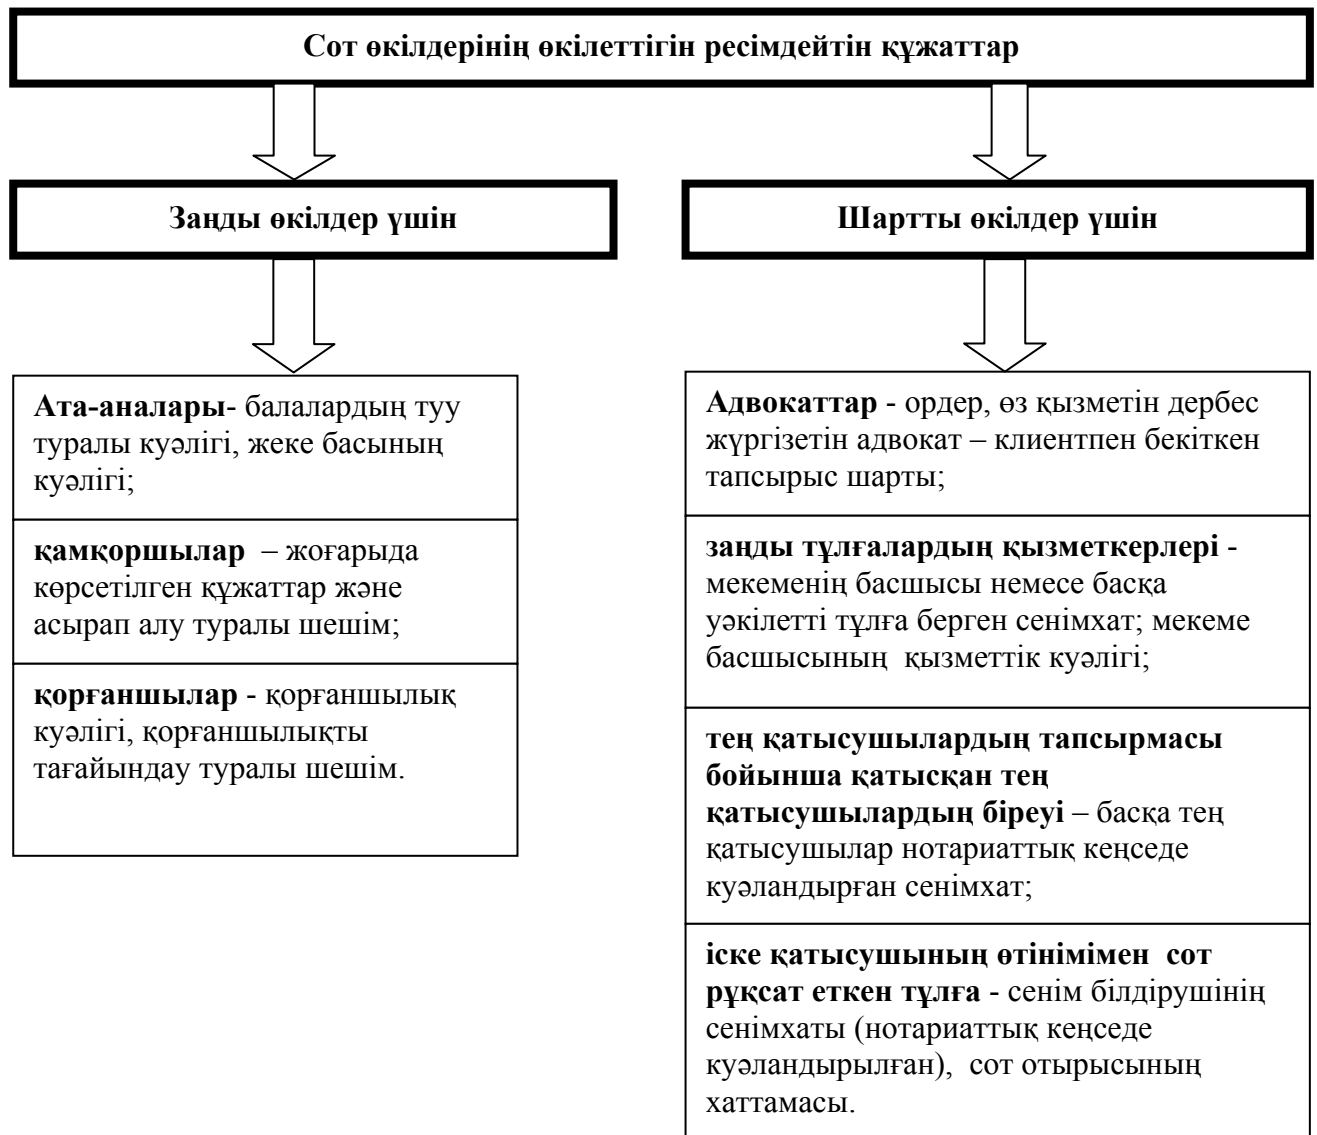 Сот өкілдерінің өкілеттігін ресімдейтін құжаттар
Заңды өкілдер үшін
Ата-аналары- балалардың туу
туралы куәлігі, жеке басының
куәлігі;
қамқоршылар – жоғарыда
көрсетілген құжаттар және
асырап алу туралы шешім;
қорғаншылар - қорғаншылық
куәлігі, қорғаншылықты
тағайындау туралы шешім.
Шартты өкілдер үшін
Адвокаттар - ордер, өз қызметін дербес
жүргізетін адвокат – клиентпен бекіткен
тапсырыс шарты;
заңды тұлғалардың қызметкерлері -
мекеменің басшысы немесе басқа
уәкілетті тұлға берген сенімхат; мекеме
басшысының қызметтік куәлігі;
тең қатысушылардың тапсырмасы
бойынша қатысқан тең
қатысушылардың біреуі – басқа тең
қатысушылар нотариаттық кеңседе
куәландырған сенімхат;
іске қатысушының өтінімімен сот
рұқсат еткен тұлға - сенім білдірушінің
сенімхаты (нотариаттық кеңседе
куәландырылған), сот отырысының
хаттамасы.